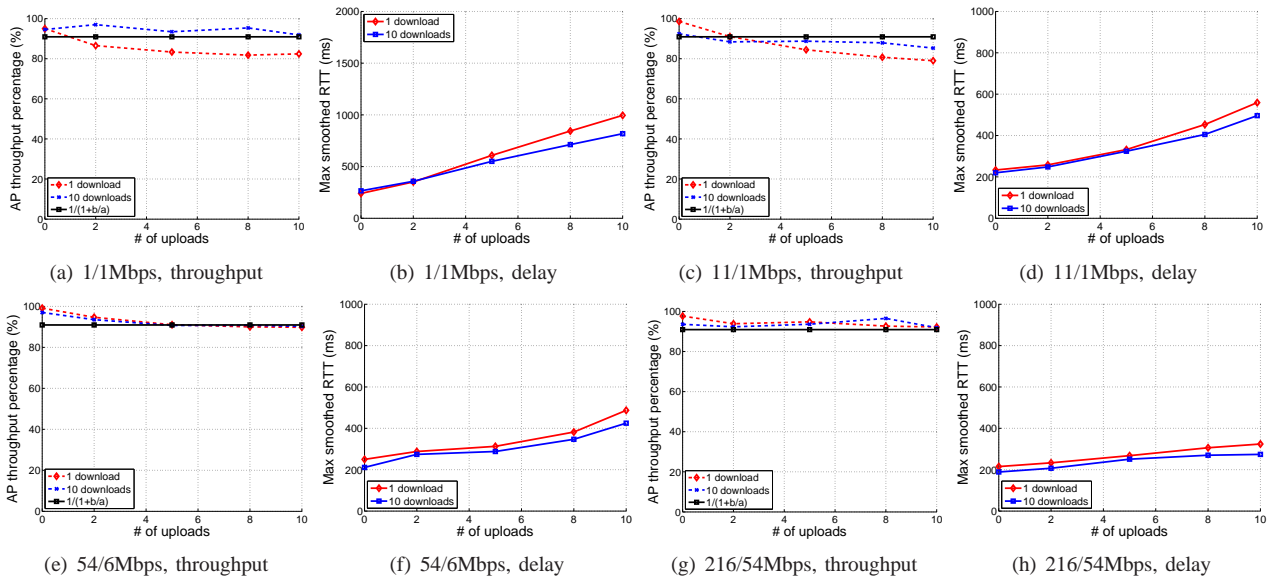 AP throughput percentage (%)
100
80
60
40
20
0
1 download
10 downloads
1/(1+b/a)
0 2 4 6 8 10
# of uploads
(a) 1/1Mbps, throughput
Max smoothed RTT (ms)
2000
1500
1000
500
0
1 download
10 downloads
0 2 4 6 8 10
# of uploads
(b) 1/1Mbps, delay
AP throughput percentage (%)
100
80
60
40
20
0
1 download
10 downloads
1/(1+b/a)
0 2 4 6 8 10
# of uploads
(c) 11/1Mbps, throughput
Max smoothed RTT (ms)
1000
800
600
400
200
0
1 download
10 downloads
0 2 4 6 8 10
# of uploads
(d) 11/1Mbps, delay
AP throughput percentage (%)
100
80
60
40
20
0
1 download
10 downloads
1/(1+b/a)
0 2 4 6 8 10
# of uploads
(e) 54/6Mbps, throughput
Max smoothed RTT (ms)
1000
800
600
400
200
0
1 download
10 downloads
0 2 4 6 8 10
# of uploads
(f) 54/6Mbps, delay
AP throughput percentage (%)
100
80
60
40
20
0
1 download
10 downloads
1/(1+b/a)
0 2 4 6 8 10
# of uploads
(g) 216/54Mbps, throughput
Max smoothed RTT (ms)
1000
800
600
400
200
0
1 download
10 downloads
0 2 4 6 8 10
# of uploads
(h) 216/54Mbps, delay